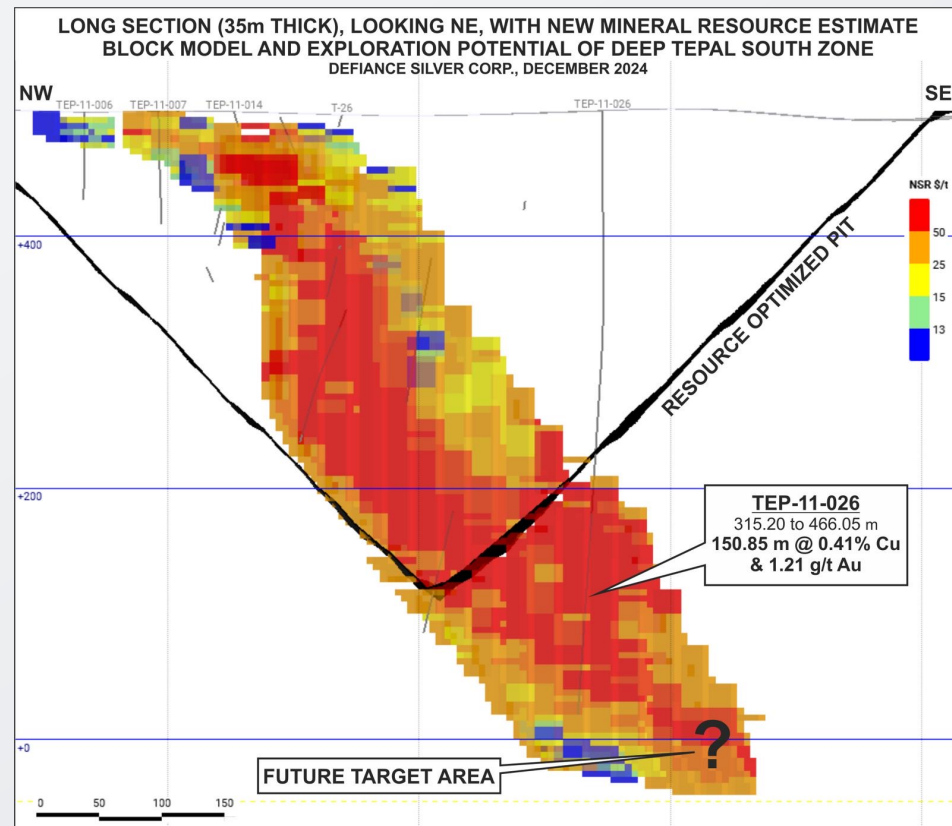 LONG SECTION (35m THICK), LOOKING NE, WITH NEW MINERAL RESOURCE ESTIMATE
BLOCK MODEL AND EXPLORATION POTENTIAL OF DEEP TEPAL SOUTH ZONE
DEFIANCE SILVER CORP., DECEMBER 2024
NW
SE
TEP-11-006
TEP-11-007
TEP-11-014
T-26
TEP-11-026
NSR $/t
50
25
15
13
+400
RESOURCE OPTIMIZED PIT
+200
TEP-11-026
315.20 to 466.05 m
150.85 m @ 0.41% Cu
& 1.21 g/t Au
+0
?
FUTURE TARGET AREA
0 50 100 150